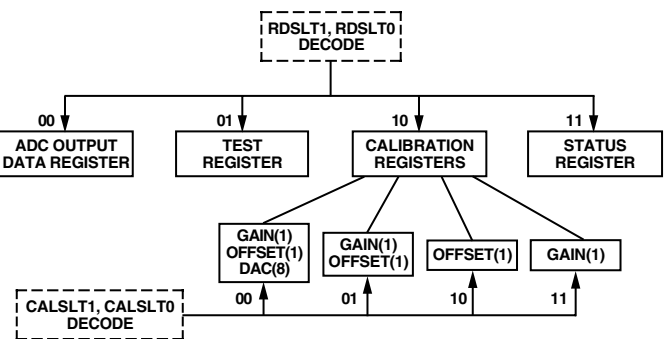 RDSLT1, RDSLT0
DECODE
00
01
10
11
ADC OUTPUT
DATA REGISTER
TEST
REGISTER
CALIBRATION
REGISTERS
STATUS
REGISTER
GAIN(1)
OFFSET(1)
DAC(8)
GAIN(1)
OFFSET(1)
OFFSET(1)
GAIN(1)
00
01
10
11
CALSLT1, CALSLT0
DECODE